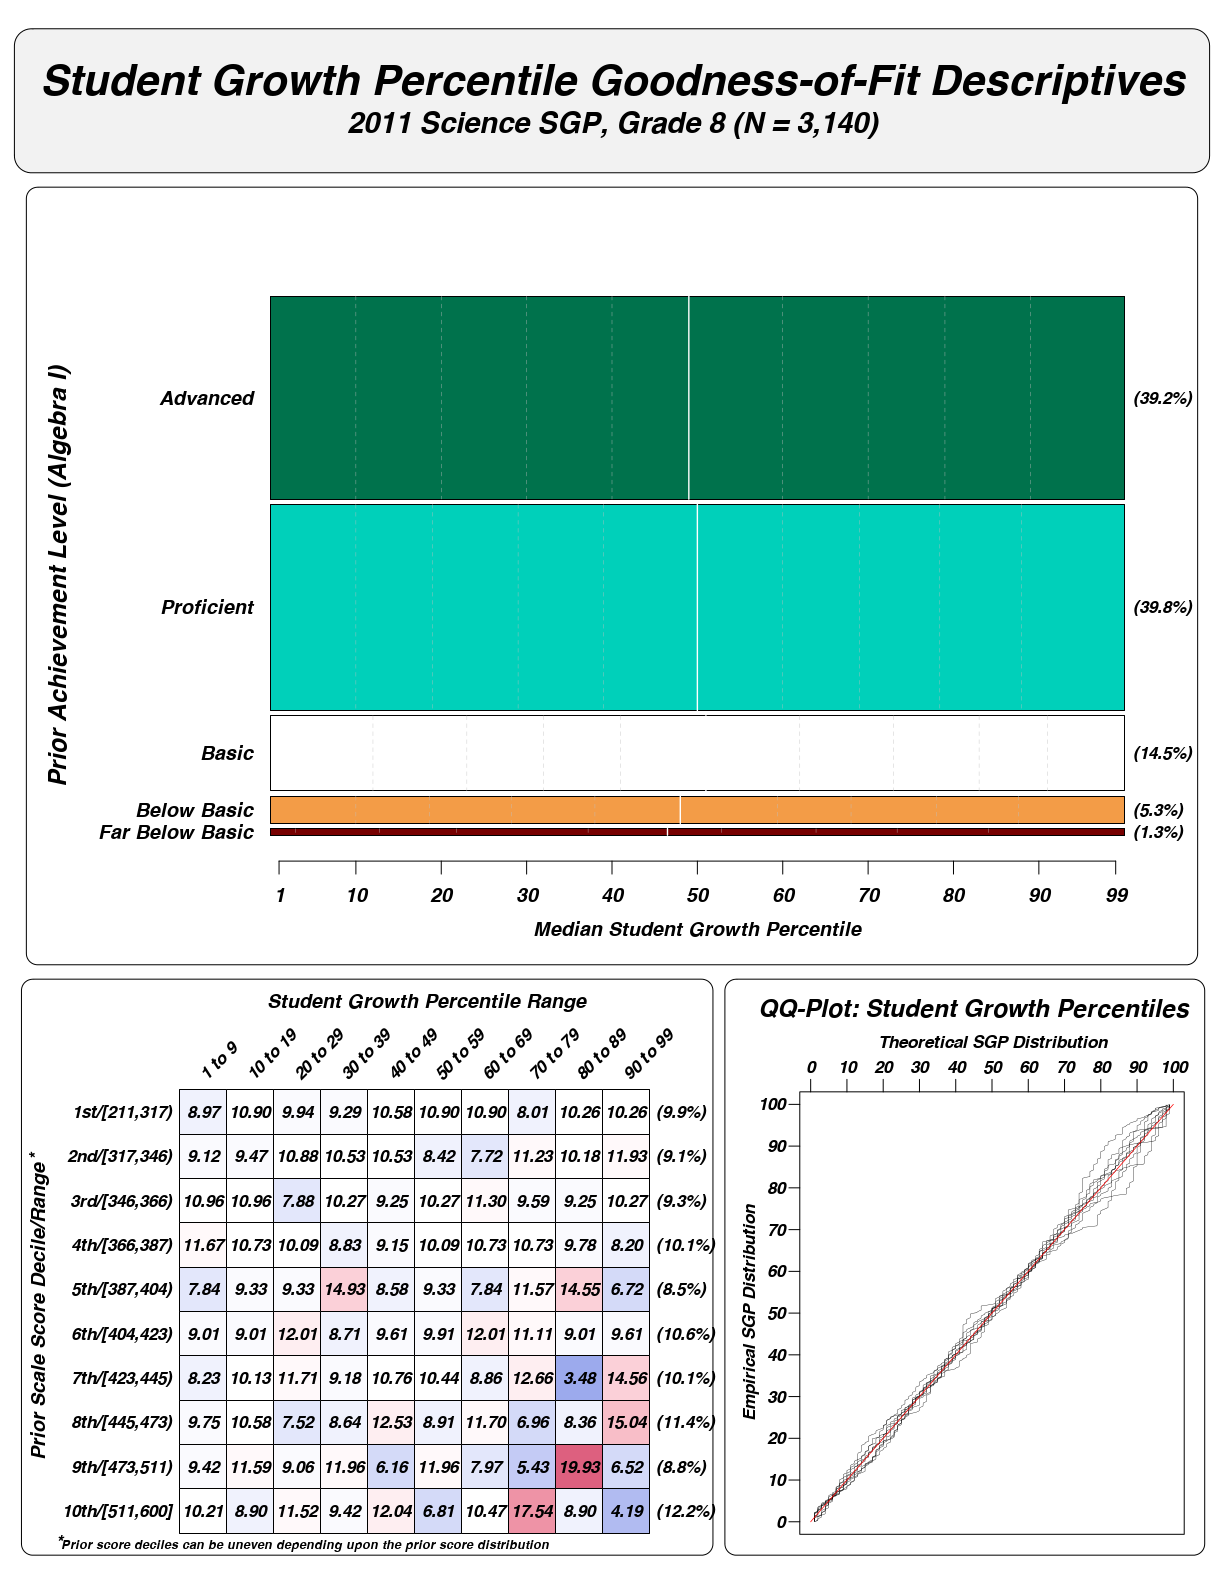 Student Growth Percentile Goodness-of-Fit Descriptives
2011 Science SGP, Grade 8 (N = 3,140)
Prior Achievement Level (Algebra I)
Advanced (39.2%)
Proficient (39.8%)
Basic (14.5%)
Below Basic (5.3%)
Far Below Basic (1.3%)
1 10 20 30 40 50 60 70 80 90 99
Median Student Growth Percentile
Student Growth Percentile Range
1 to 9 10 to 19 20 to 29 30 to 39 40 to 49 50 to 59 60 to 69 70 to 79 80 to 89 90 to 99
Prior Scale Score Decile/Range*
1st/[211,317) 8.97 10.90 9.94 9.29 10.58 10.90 10.90 8.01 10.26 10.26 (9.9%)
2nd/[317,346) 9.12 9.47 10.88 10.53 10.53 8.42 7.72 11.23 10.18 11.93 (9.1%)
3rd/[346,366) 10.96 10.96 7.88 10.27 9.25 10.27 11.30 9.59 9.25 10.27 (9.3%)
4th/[366,387) 11.67 10.73 10.09 8.83 9.15 10.09 10.73 10.73 9.78 8.20 (10.1%)
5th/[387,404) 7.84 9.33 9.33 14.93 8.58 9.33 7.84 11.57 14.55 6.72 (8.5%)
6th/[404,423) 9.01 9.01 12.01 8.71 9.61 9.91 12.01 11.11 9.01 9.61 (10.6%)
7th/[423,445) 8.23 10.13 11.71 9.18 10.76 10.44 8.86 12.66 3.48 14.56 (10.1%)
8th/[445,473) 9.75 10.58 7.52 8.64 12.53 8.91 11.70 6.96 8.36 15.04 (11.4%)
9th/[473,511) 9.42 11.59 9.06 11.96 6.16 11.96 7.97 5.43 19.93 6.52 (8.8%)
10th/[511,600] 10.21 8.90 11.52 9.42 12.04 6.81 10.47 17.54 8.90 4.19 (12.2%)
*Prior score deciles can be uneven depending upon the prior score distribution
QQ-Plot: Student Growth Percentiles
Theoretical SGP Distribution
0 10 20 30 40 50 60 70 80 90 100
Empirical SGP Distribution
100
90
80
70
60
50
40
30
20
10
0